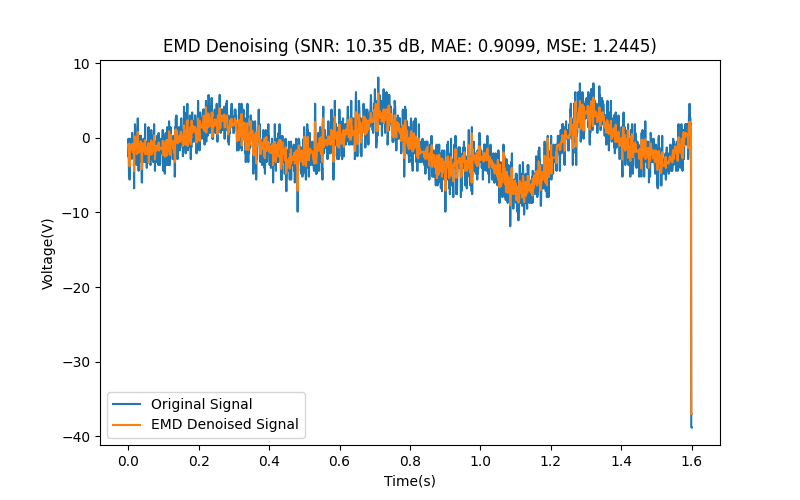 EMD Denoising (SNR: 10.35 dB, MAE: 0.9099, MSE: 1.2445)
10
0
−10
−20
−30
−40
Voltage(V)
Original Signal
EMD Denoised Signal
0.0 0.2 0.4 0.6 0.8 1.0 1.2 1.4 1.6
Time(s)